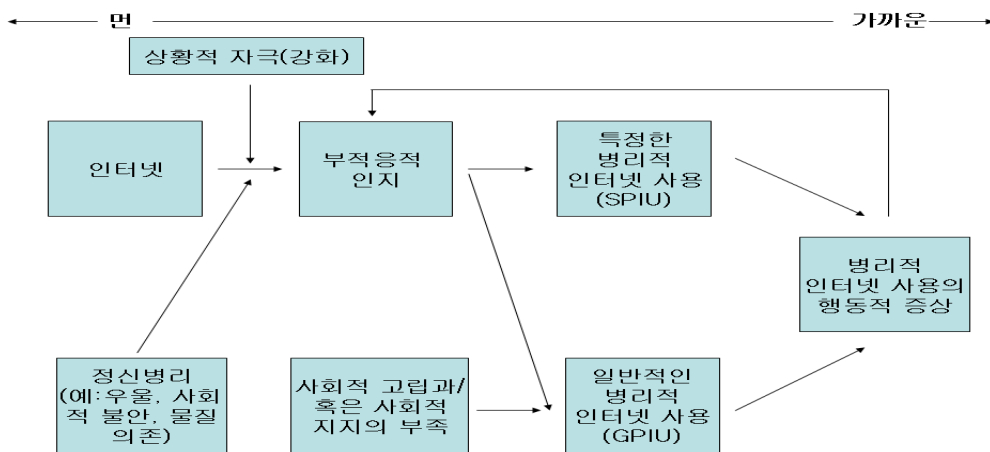 먼
가까운
상황적 자극(강화)
인터넷
부적응적
인지
특정한
병리적
인터넷 사용
(SPIU)
병리적
인터넷 사용의
행동적 증상
정신병리
(예:우울, 사회
적 불안, 물질
의존)
사회적 고립과/
혹은 사회적
지지의 부족
일반적인
병리적
인터넷 사용
(GPIU)